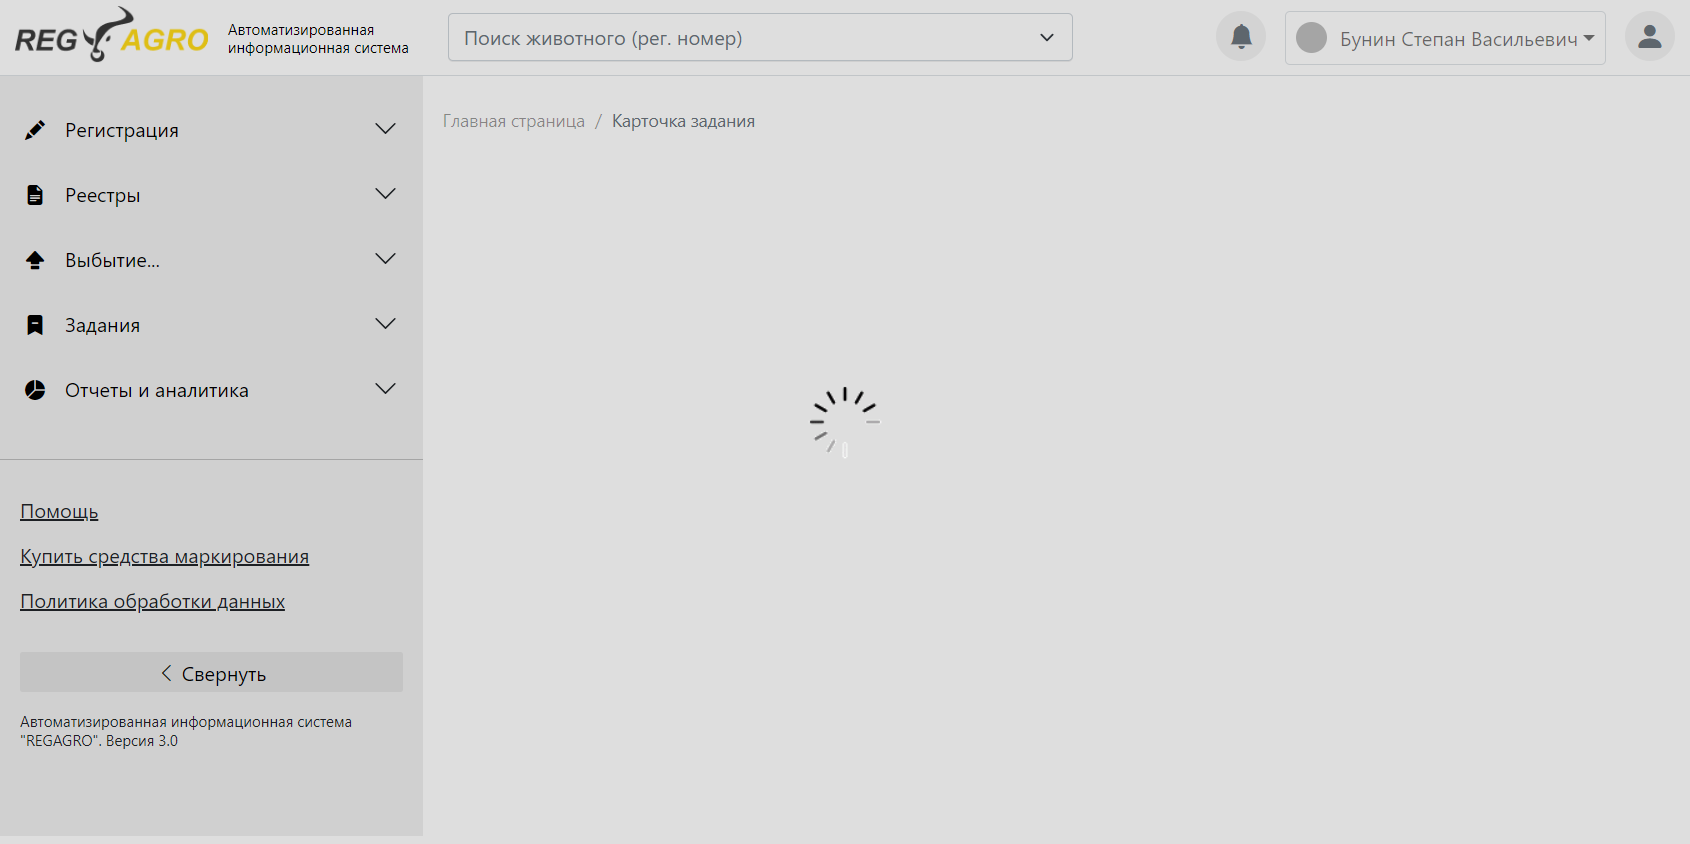 REG AGRO
Автоматизированная
информационная система
Поиск животного (рег. номер)
Бунин Степан Васильевич
Регистрация
Реестры
Выбытие...
Задания
Отчеты и аналитика
Помощь
Купить средства маркирования
Политика обработки данных
Свернуть
Автоматизированная информационная система
"REGAGRO". Версия 3.0
Главная страница / Карточка задания